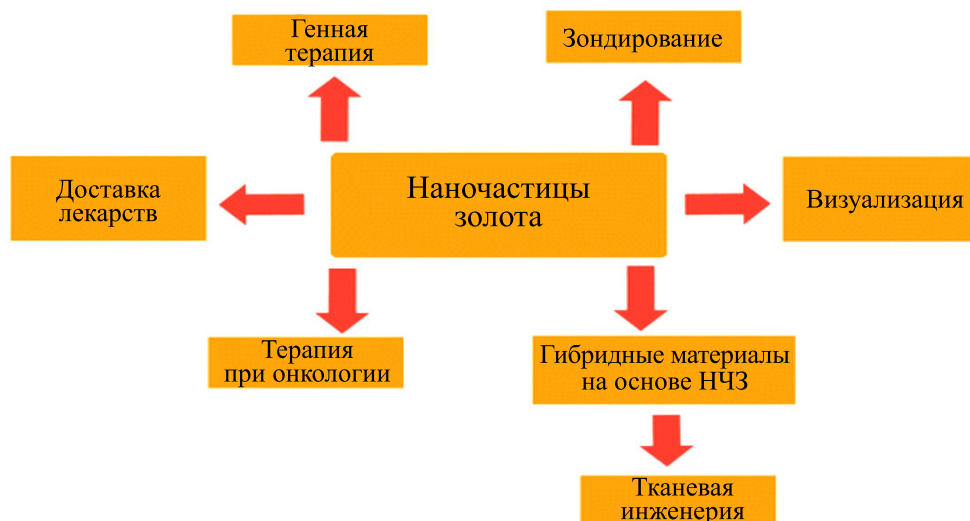 Генная
терапия
Зондирование
Доставка
лекарств
Наночастицы
золота
Визуализация
Терапия
при онкологии
Гибридные материалы
на основе НЧЗ
Тканевая
инженерия